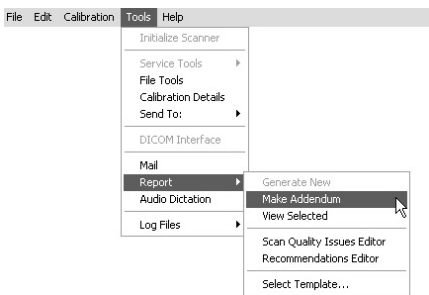 File Edit Calibration Tools Help
Initialize Scanner
Service Tools
File Tools
Calibration Details
Send To:
DICOM Interface
Mail
Report
Audio Dictation
Log Files
Generate New
Make Addendum
View Selected
Scan Quality Issues Editor
Recommendations Editor
Select Template...